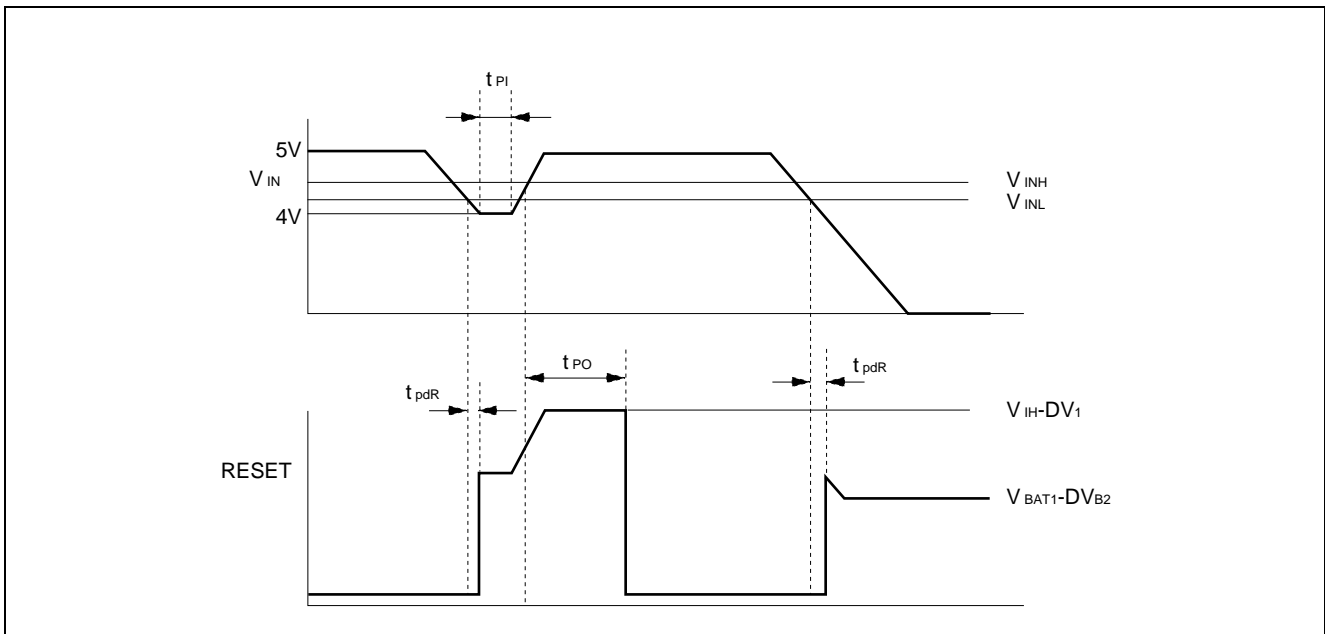 t PI
5V
V IN
V INH
V INL
4V
t PO
t pdR
t pdR
V IH-DV1
RESET
V BAT1-DVB2